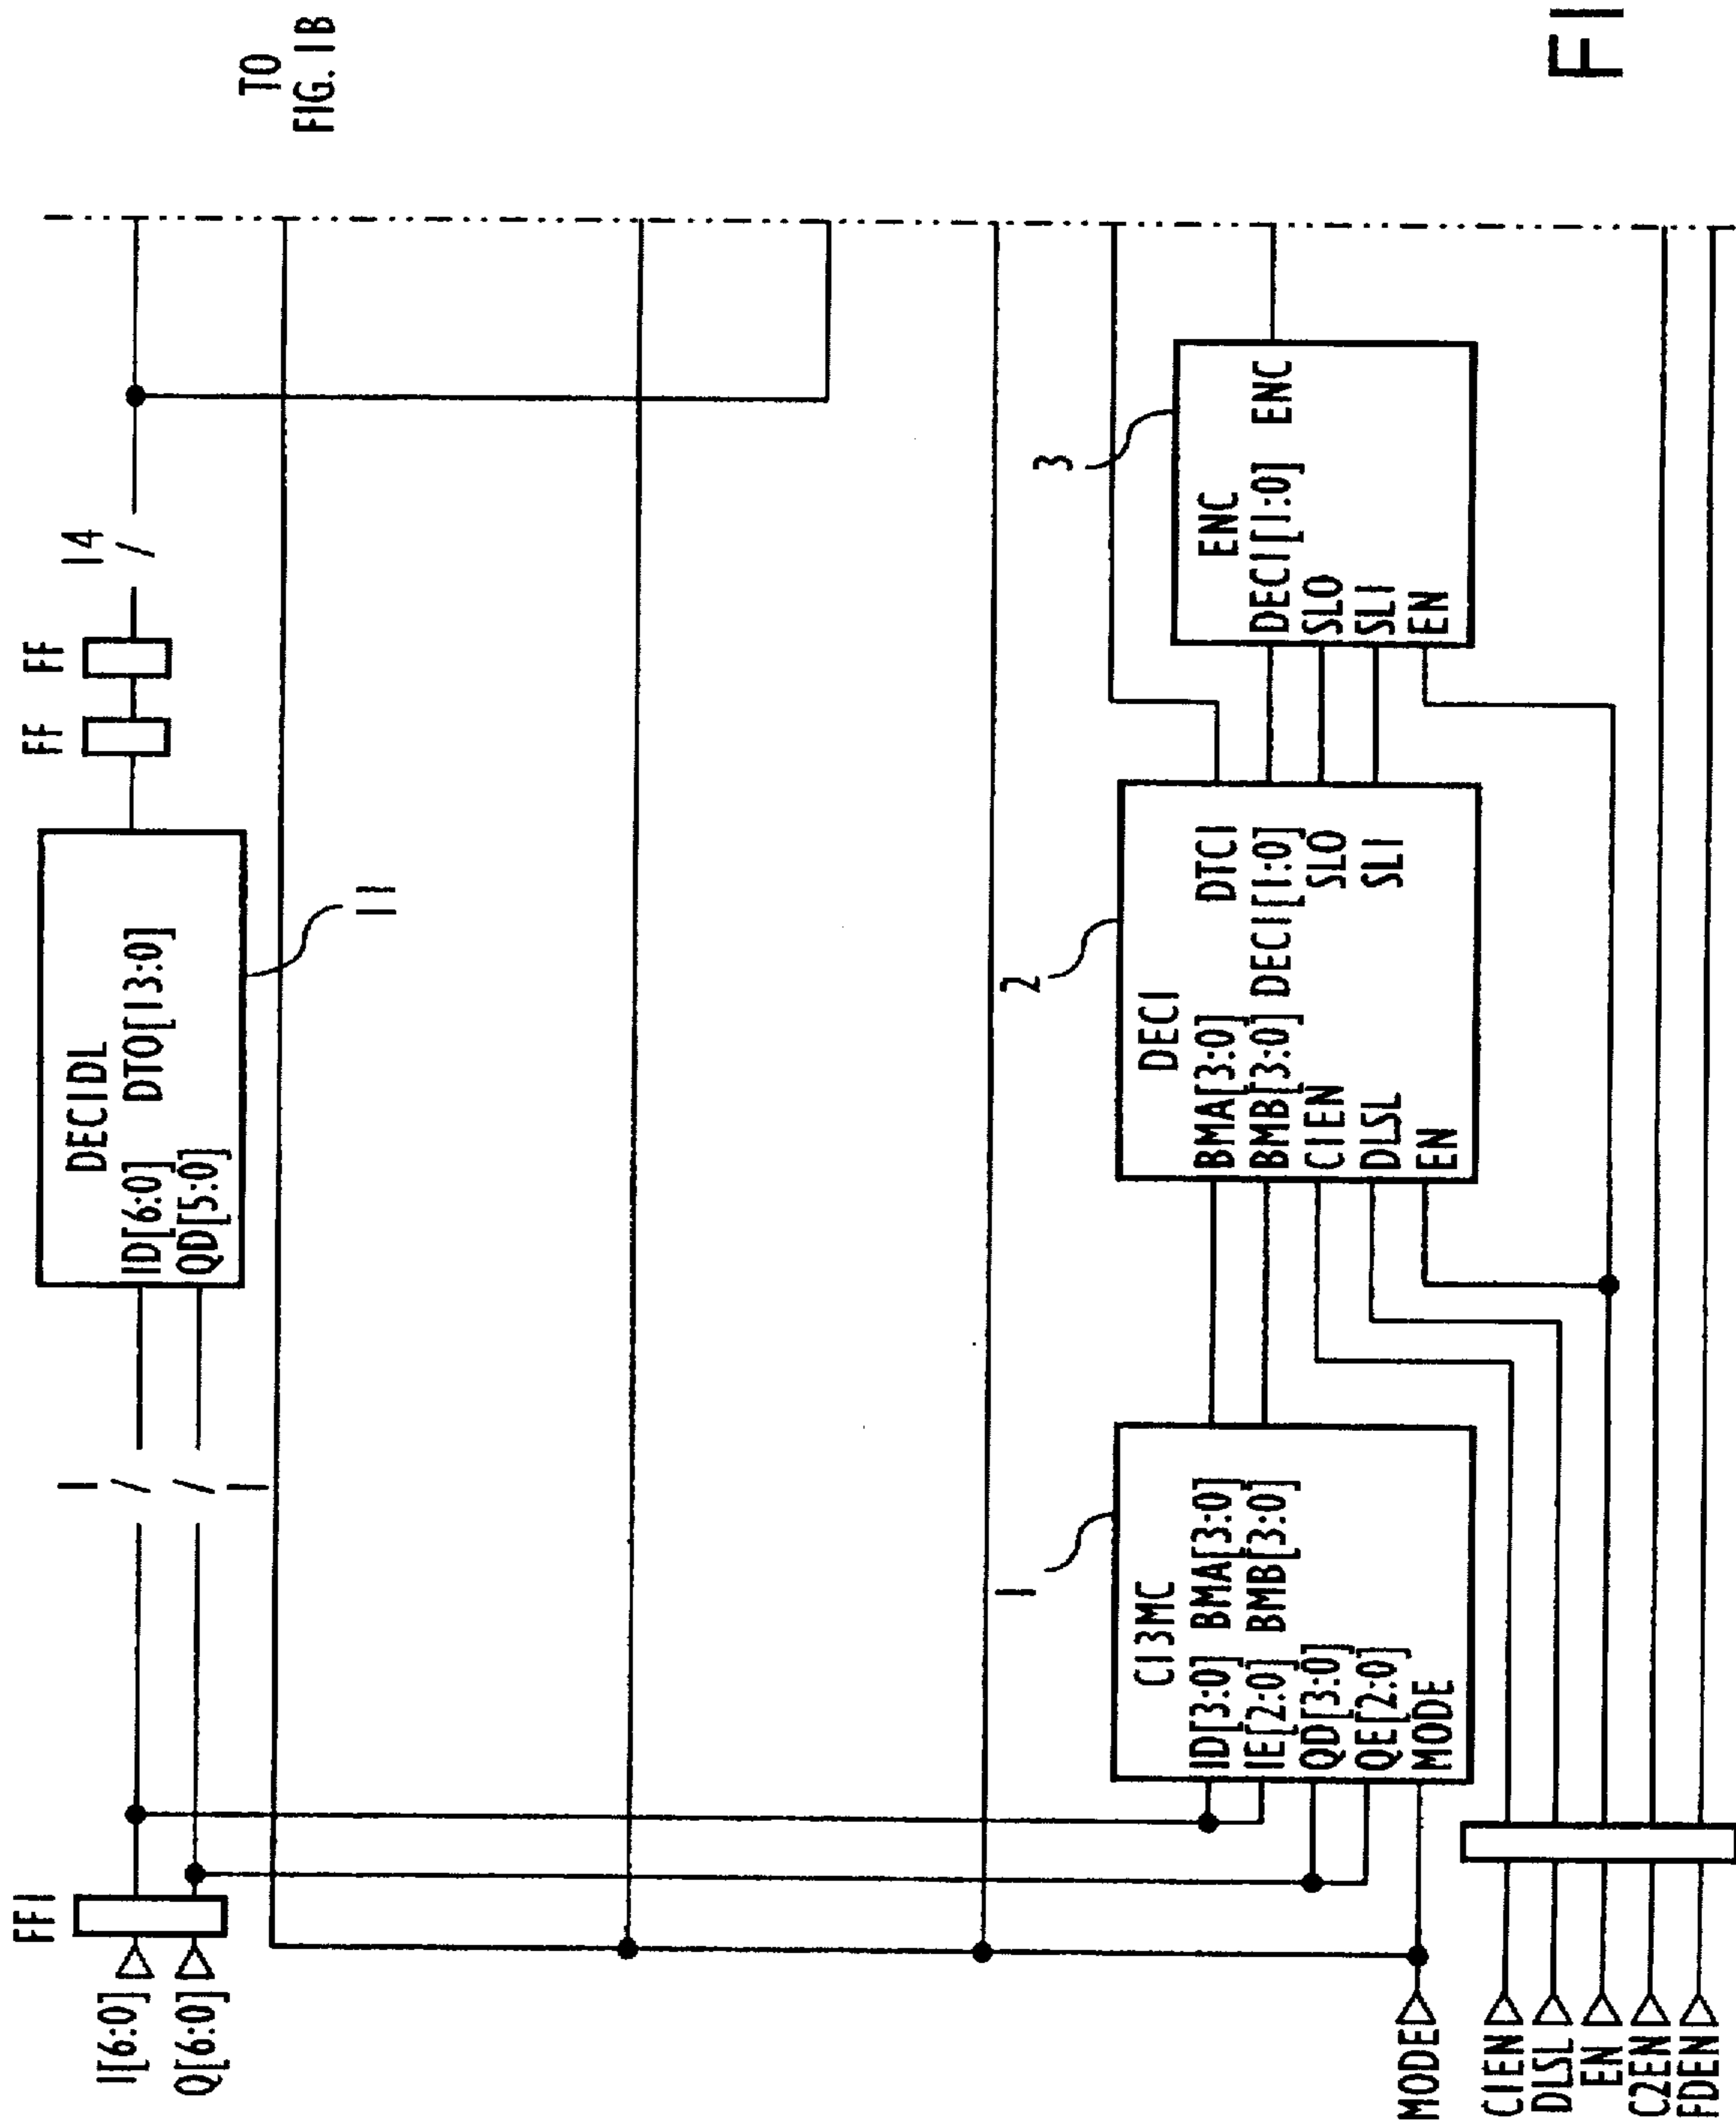 TO
FIG. 1B
FF1
I[6:0]
Q[6:0]
1
1
DEC1DL
ID[6:0] DTO[13:0]
QD[5:0]
11
FF FF
14
1
C13MC
ID[3:0] BMA[3:0]
IE[2:0] BMB[3:0]
QD[3:0]
QE[2:0]
MODE
2
DEC1
BMA[3:0] DTC1
BMB[3:0] DEC1[1:0]
C1EN SL0
DLSL SL1
EN
3
ENC
DEC1[1:0] ENC
SL0
SL1
EN
MODE
C1EN
DLSL
EN
C2EN
FDEN
FI